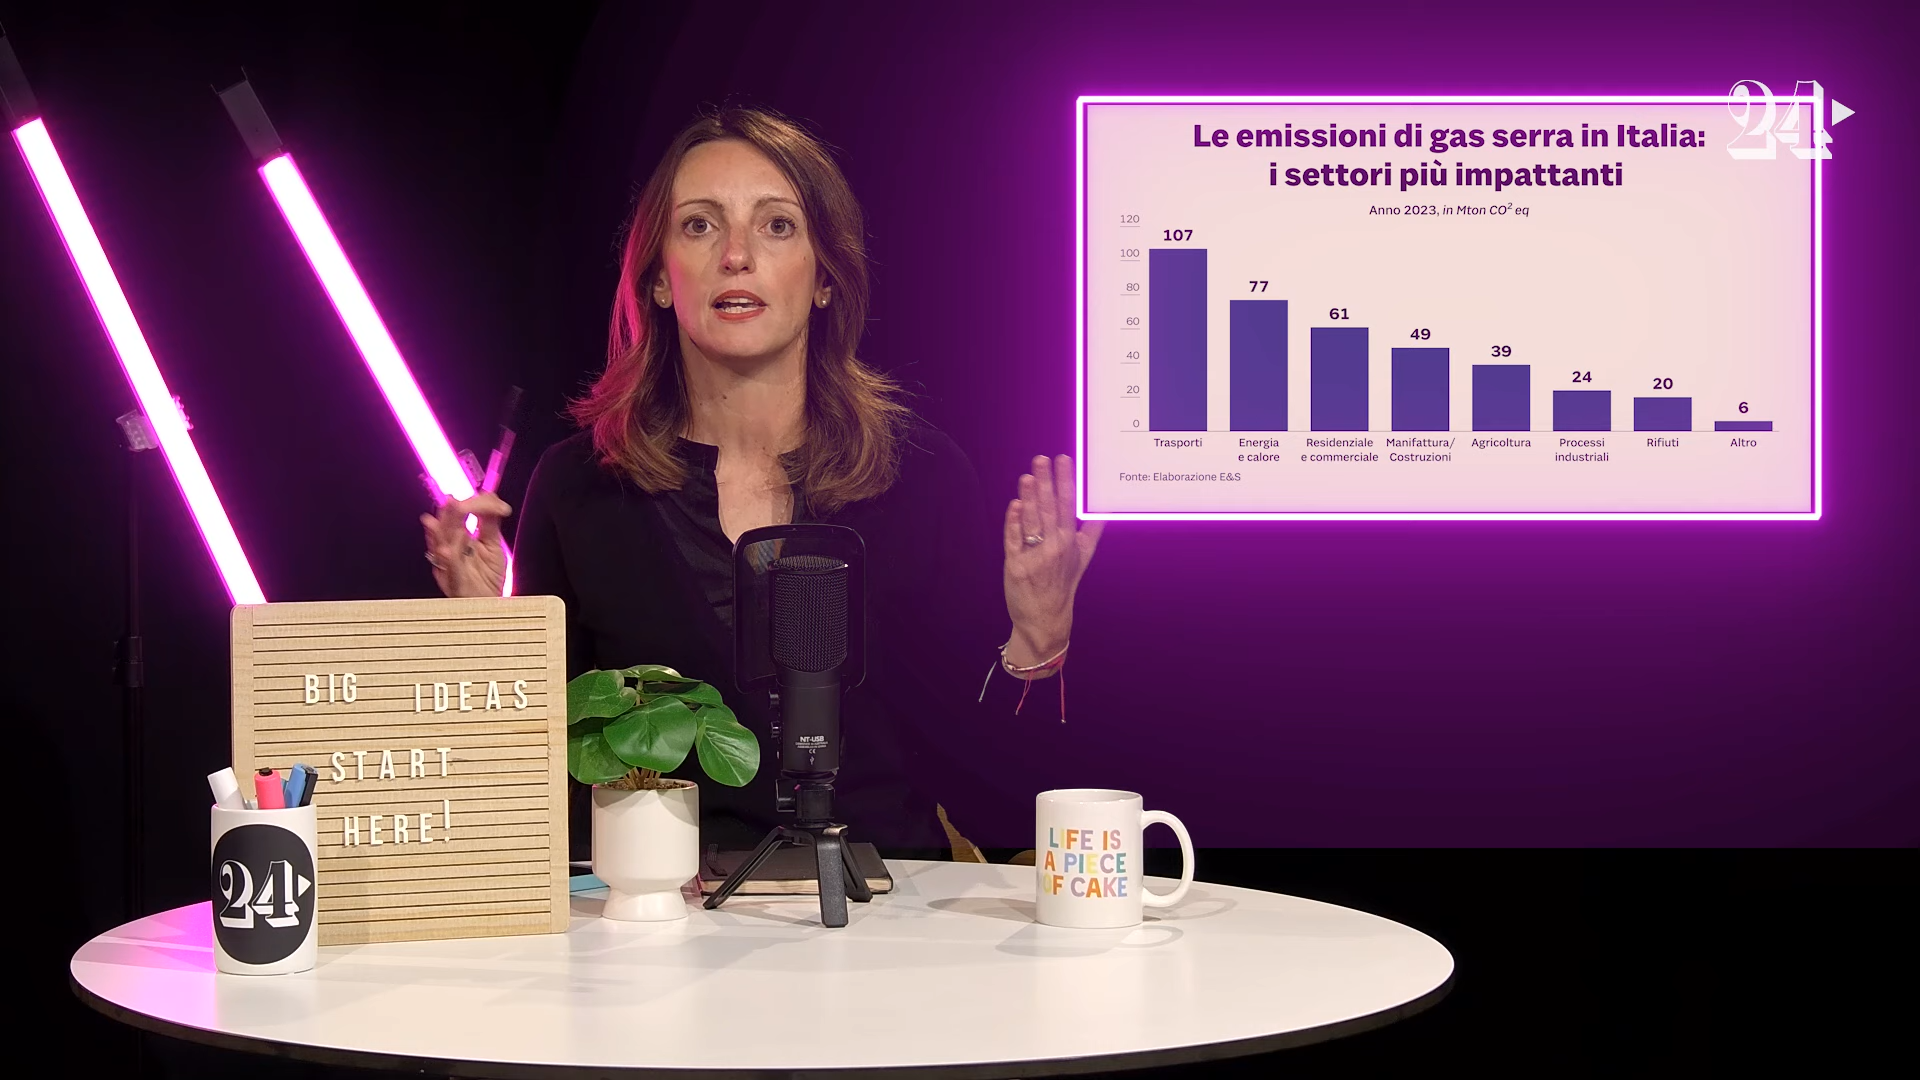 24
Le emissioni di gas serra in Italia:
i settori più impattanti
Anno 2023, in Mton CO² eq
120
100
80
60
40
20
0
107
77
61
49
39
24
20
6
Trasporti
Energia
e calore
Residenziale
e commerciale
Manifattura/
Costruzioni
Agricoltura
Processi
industriali
Rifiuti
Altro
Fonte: Elaborazione E&S
BIG IDEAS
START
HERE!
24
NT-USB
LIFE IS
A PIECE
OF CAKE